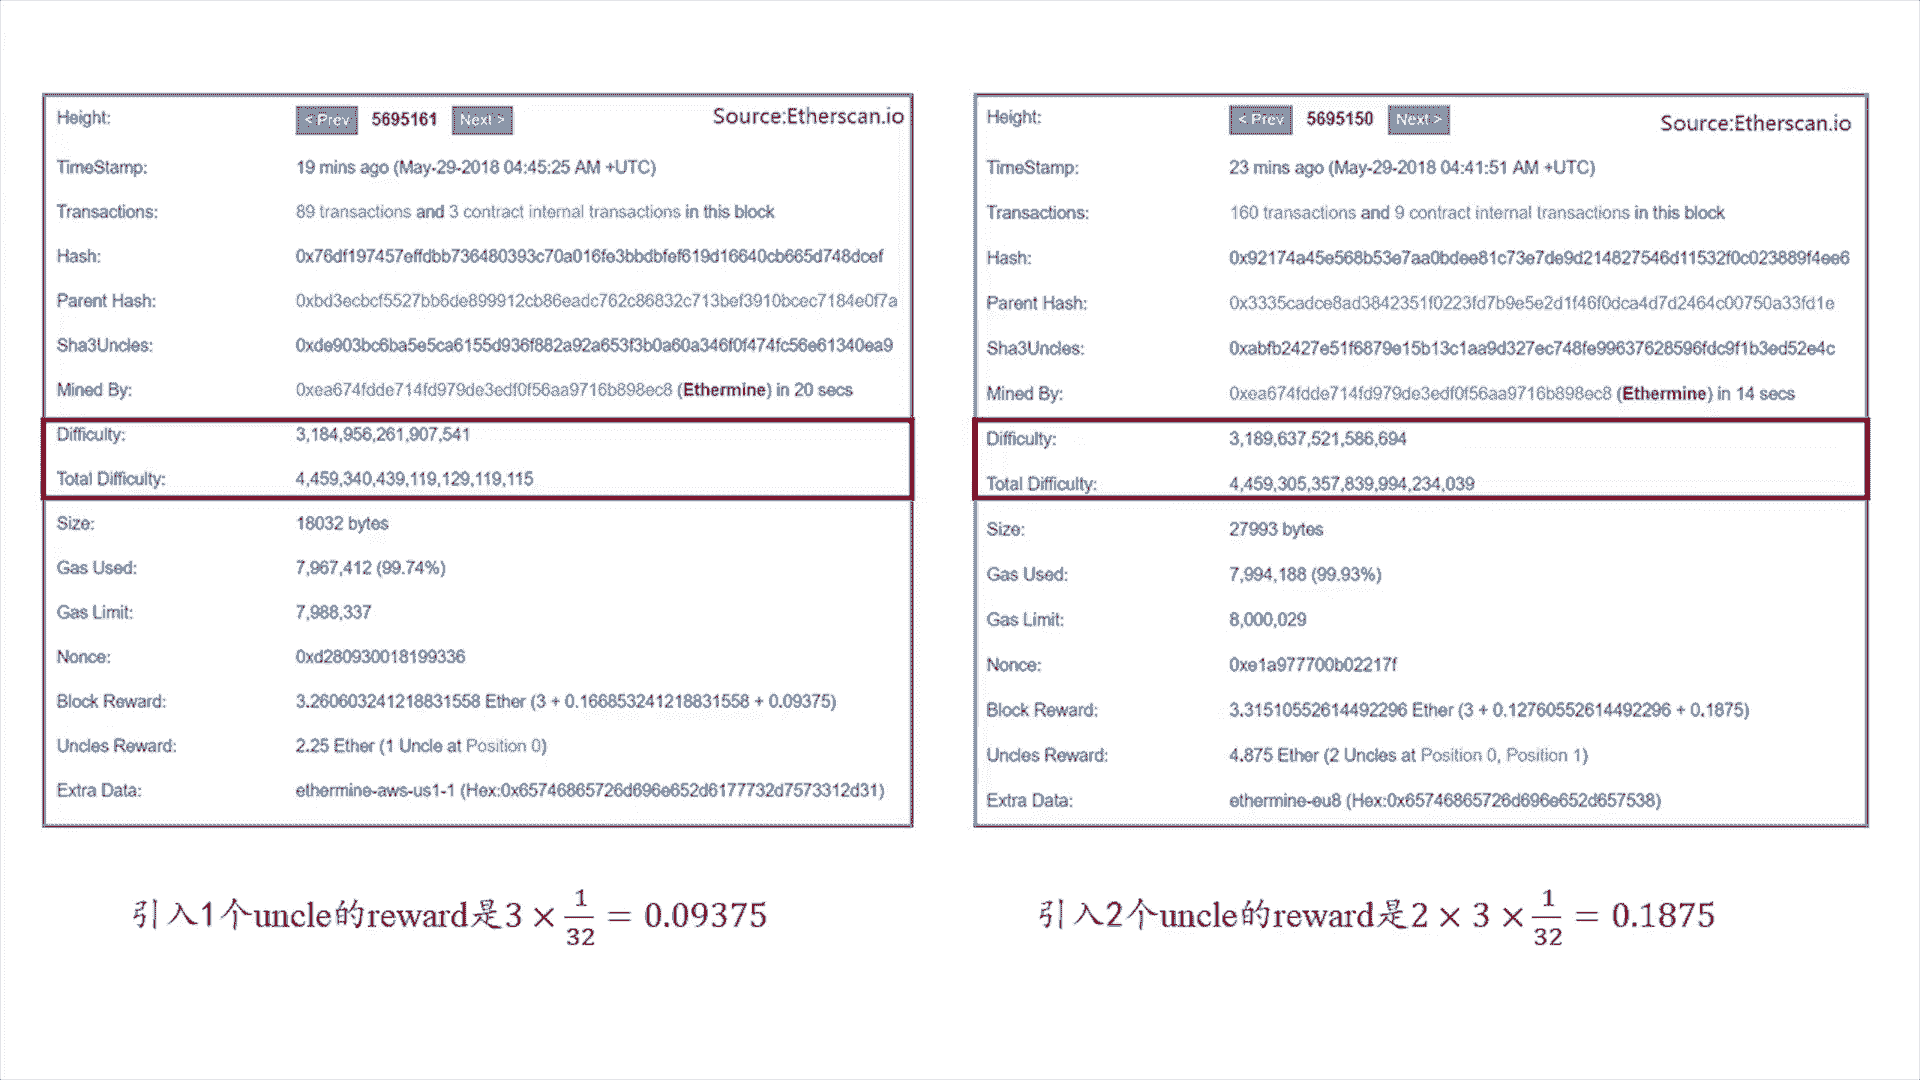 Height: < Prev 5695161 Next > Source:Etherscan.io
TimeStamp: 19 mins ago (May-29-2018 04:45:25 AM +UTC)
Transactions: 89 transactions and 3 contract internal transactions in this block
Hash: 0x76df197457effdbb736480393c70a016fe3bbdbfef619d16640cb665d748dcef
Parent Hash: 0xbd3ecbcf5527bb6de899912cb86eadc762c86832c713bef3910bcec7184e0f7a
Sha3Uncles: 0xde903bc6ba5e5ca6155d936f882a92a653f3b0a60a346f0f474fc56e61340ea9
Mined By: 0xea674fdde714fd979de3edf0f56aa9716b898ec8 (Ethermine) in 20 secs
Difficulty: 3,184,956,261,907,541
Total Difficulty: 4,459,340,439,119,129,119,115
Size: 18032 bytes
Gas Used: 7,967,412 (99.74%)
Gas Limit: 7,988,337
Nonce: 0xd280930018199336
Block Reward: 3.260603241218831558 Ether (3 + 0.166853241218831558 + 0.09375)
Uncles Reward: 2.25 Ether (1 Uncle at Position 0)
Extra Data: ethermine-aws-us1-1 (Hex:0x65746865726d696e652d6177732d7573312d31)
引入1个uncle的reward是3 × 1/32 = 0.09375
Height: < Prev 5695150 Next > Source:Etherscan.io
TimeStamp: 23 mins ago (May-29-2018 04:41:51 AM +UTC)
Transactions: 160 transactions and 9 contract internal transactions in this block
Hash: 0x92174a45e568b53e7aa0bdee81c73e7de9d214827546d11532f0c023889f4ee6
Parent Hash: 0x3335cadce8ad3842351f0223fd7b9e5e2d1f46f0dca4d7d2464c00750a33fd1e
Sha3Uncles: 0xabfb2427e51f6879e15b13c1aa9d327ec748fe99637628596fdc9f1b3ed52e4c
Mined By: 0xea674fdde714fd979de3edf0f56aa9716b898ec8 (Ethermine) in 14 secs
Difficulty: 3,189,637,521,586,694
Total Difficulty: 4,459,305,357,839,994,234,039
Size: 27993 bytes
Gas Used: 7,994,188 (99.93%)
Gas Limit: 8,000,029
Nonce: 0xe1a977700b02217f
Block Reward: 3.31510552614492296 Ether (3 + 0.12760552614492296 + 0.1875)
Uncles Reward: 4.875 Ether (2 Uncles at Position 0, Position 1)
Extra Data: ethermine-eu8 (Hex:0x65746865726d696e652d657538)
引入2个uncle的reward是2 × 3 × 1/32 = 0.1875